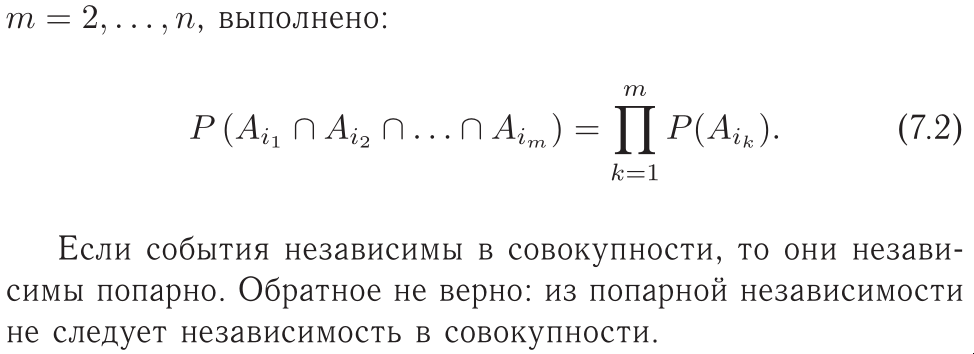 m = 2, . . . , n, выполнено:
P (A_{i_1} ∩ A_{i_2} ∩ . . . ∩ A_{i_m}) = ∏_{k=1}^{m} P(A_{i_k}). (7.2)
Если события независимы в совокупности, то они незави-
симы попарно. Обратное не верно: из попарной независимости
не следует независимость в совокупности.